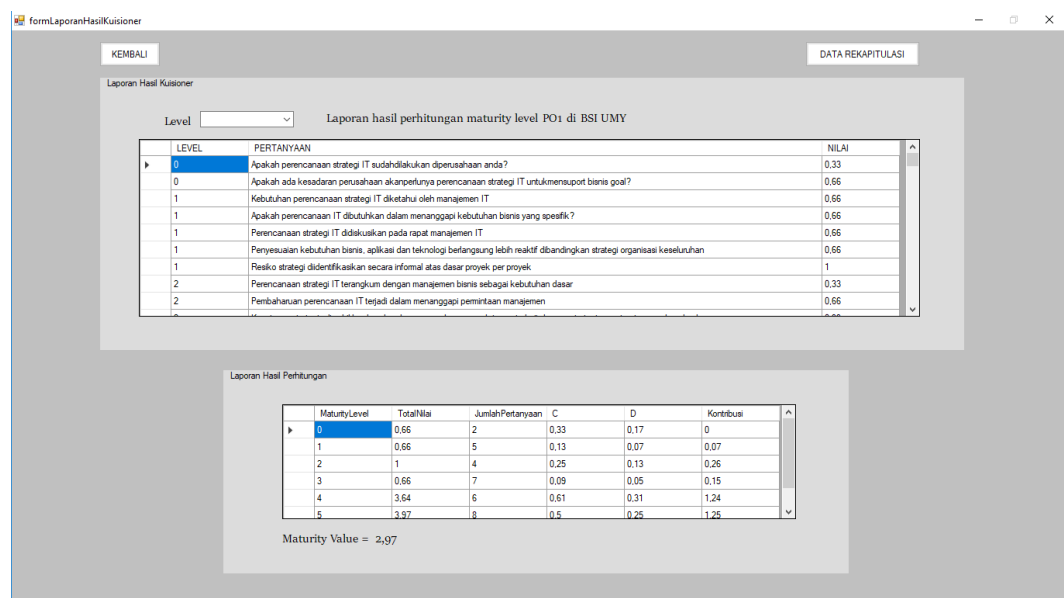 formLaporanHasilKuisioner
KEMBALI DATA REKAPITULASI
Laporan Hasil Kuisioner
Level Laporan hasil perhitungan maturity level PO1 di BSI UMY
LEVEL PERTANYAAN NILAI
0 Apakah perencanaan strategi IT sudahdilakukan diperusahaan anda? 0,33
0 Apakah ada kesadaran perusahaan akanperlunya perencanaan strategi IT untukmensuport bisnis goal? 0,66
1 Kebutuhan perencanaan strategi IT diketahui oleh manajemen IT 0,66
1 Apakah perencanaan IT dibutuhkan dalam menanggapi kebutuhan bisnis yang spesifik? 0,66
1 Perencanaan strategi IT didiskusikan pada rapat manajemen IT 0,66
1 Penyesuaian kebutuhan bisnis, aplikasi dan teknologi berlangsung lebih reaktif dibandingkan strategi organisasi keseluruhan 0,66
1 Resiko strategi diidentifikasikan secara informal atas dasar proyek per proyek 1
2 Perencanaan strategi IT terangkum dengan manajemen bisnis sebagai kebutuhan dasar 0,33
2 Pembaharuan perencanaan IT terjadi dalam menanggapi permintaan manajemen 0,66
Laporan Hasil Perhitungan
MaturityLevel TotalNilai JumlahPertanyaan C D Kontribusi
0 0,66 2 0,33 0,17 0
1 0,66 5 0,13 0,07 0,07
2 1 4 0,25 0,13 0,26
3 0,66 7 0,09 0,05 0,15
4 3,64 6 0,61 0,31 1,24
5 3,97 8 0,5 0,25 1,25
Maturity Value = 2,97